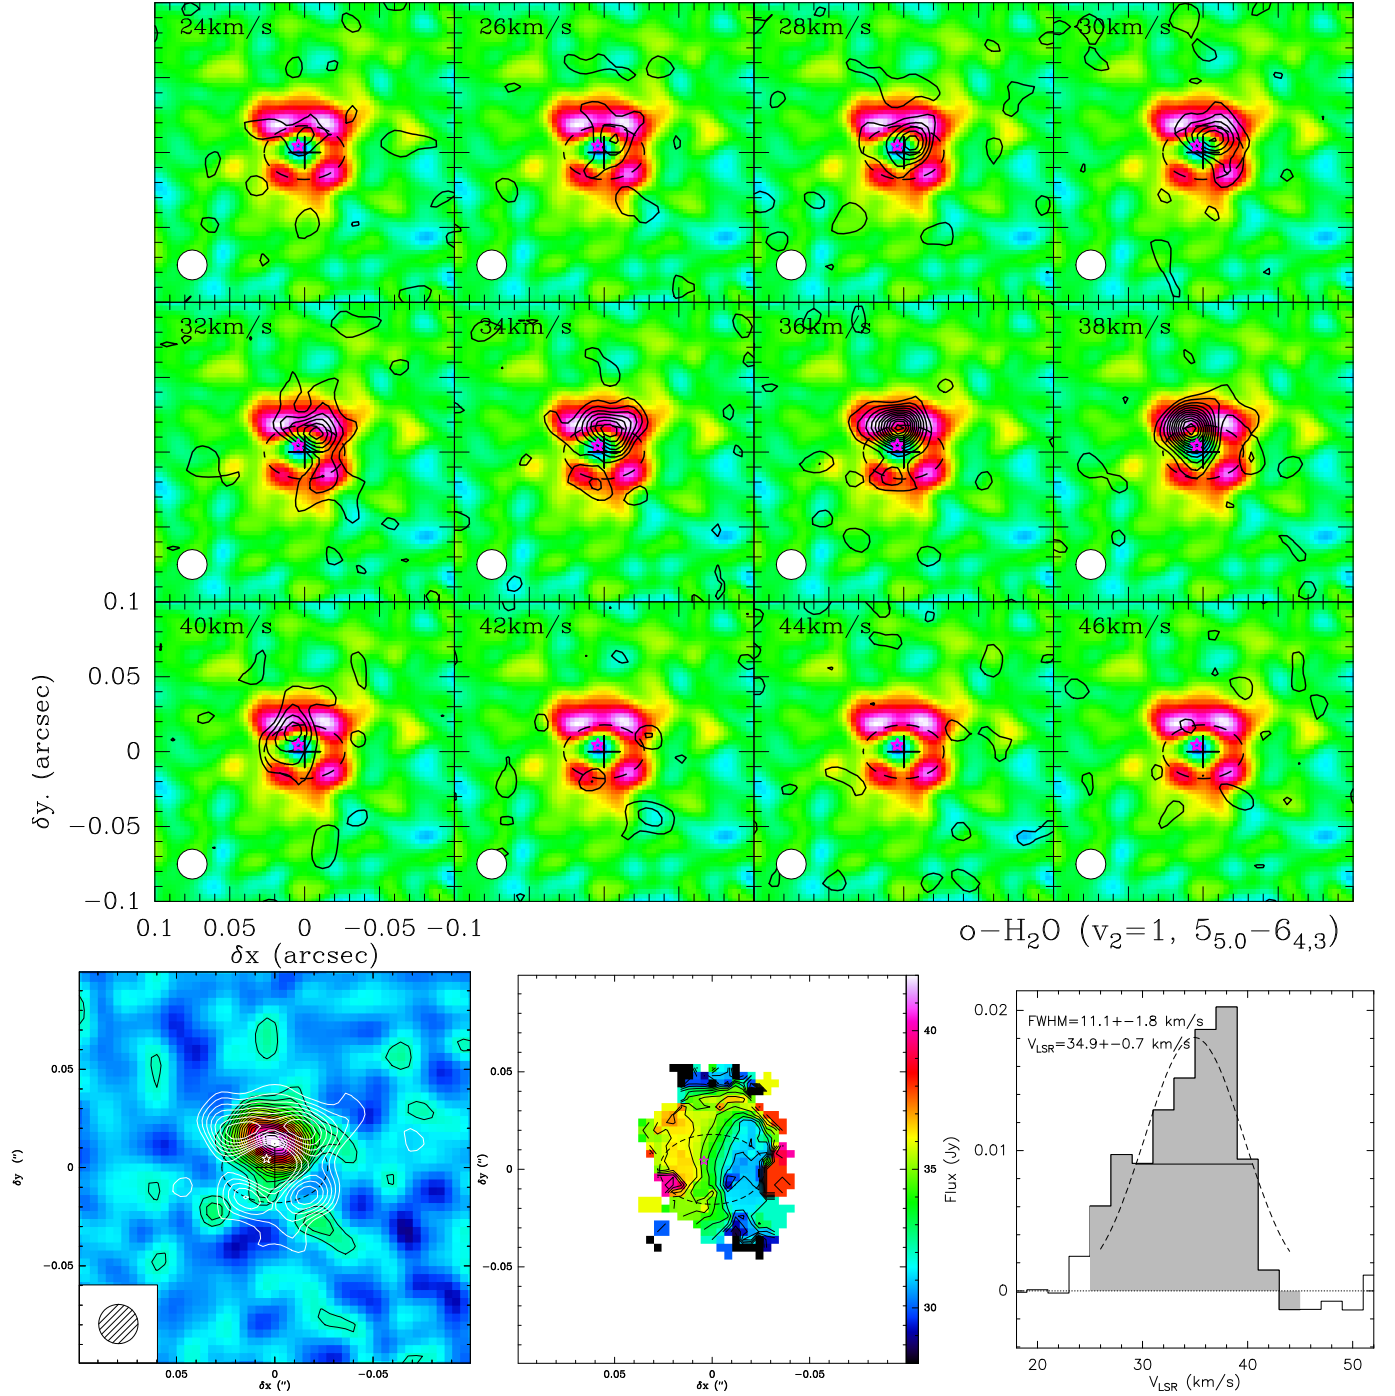 24km/s 26km/s 28km/s 30km/s
32km/s 34km/s 36km/s 38km/s
0.1
40km/s 42km/s 44km/s 46km/s
0.05
0
−0.05
−0.1
δy. (arcsec)
0.1 0.05 0 −0.05 −0.1
δx (arcsec)
o−H2O (v2=1, 55.0−64,3)
0.05
0
−0.05
δy (")
0.05 0 −0.05
δx (")
0.05
0
−0.05
δy (")
0.05 0 −0.05
δx (")
40
35
30
FWHM=11.1+−1.8 km/s
VLSR=34.9+−0.7 km/s
0.02
0.01
0
Flux (Jy)
20 30 40 50
VLSR (km/s)